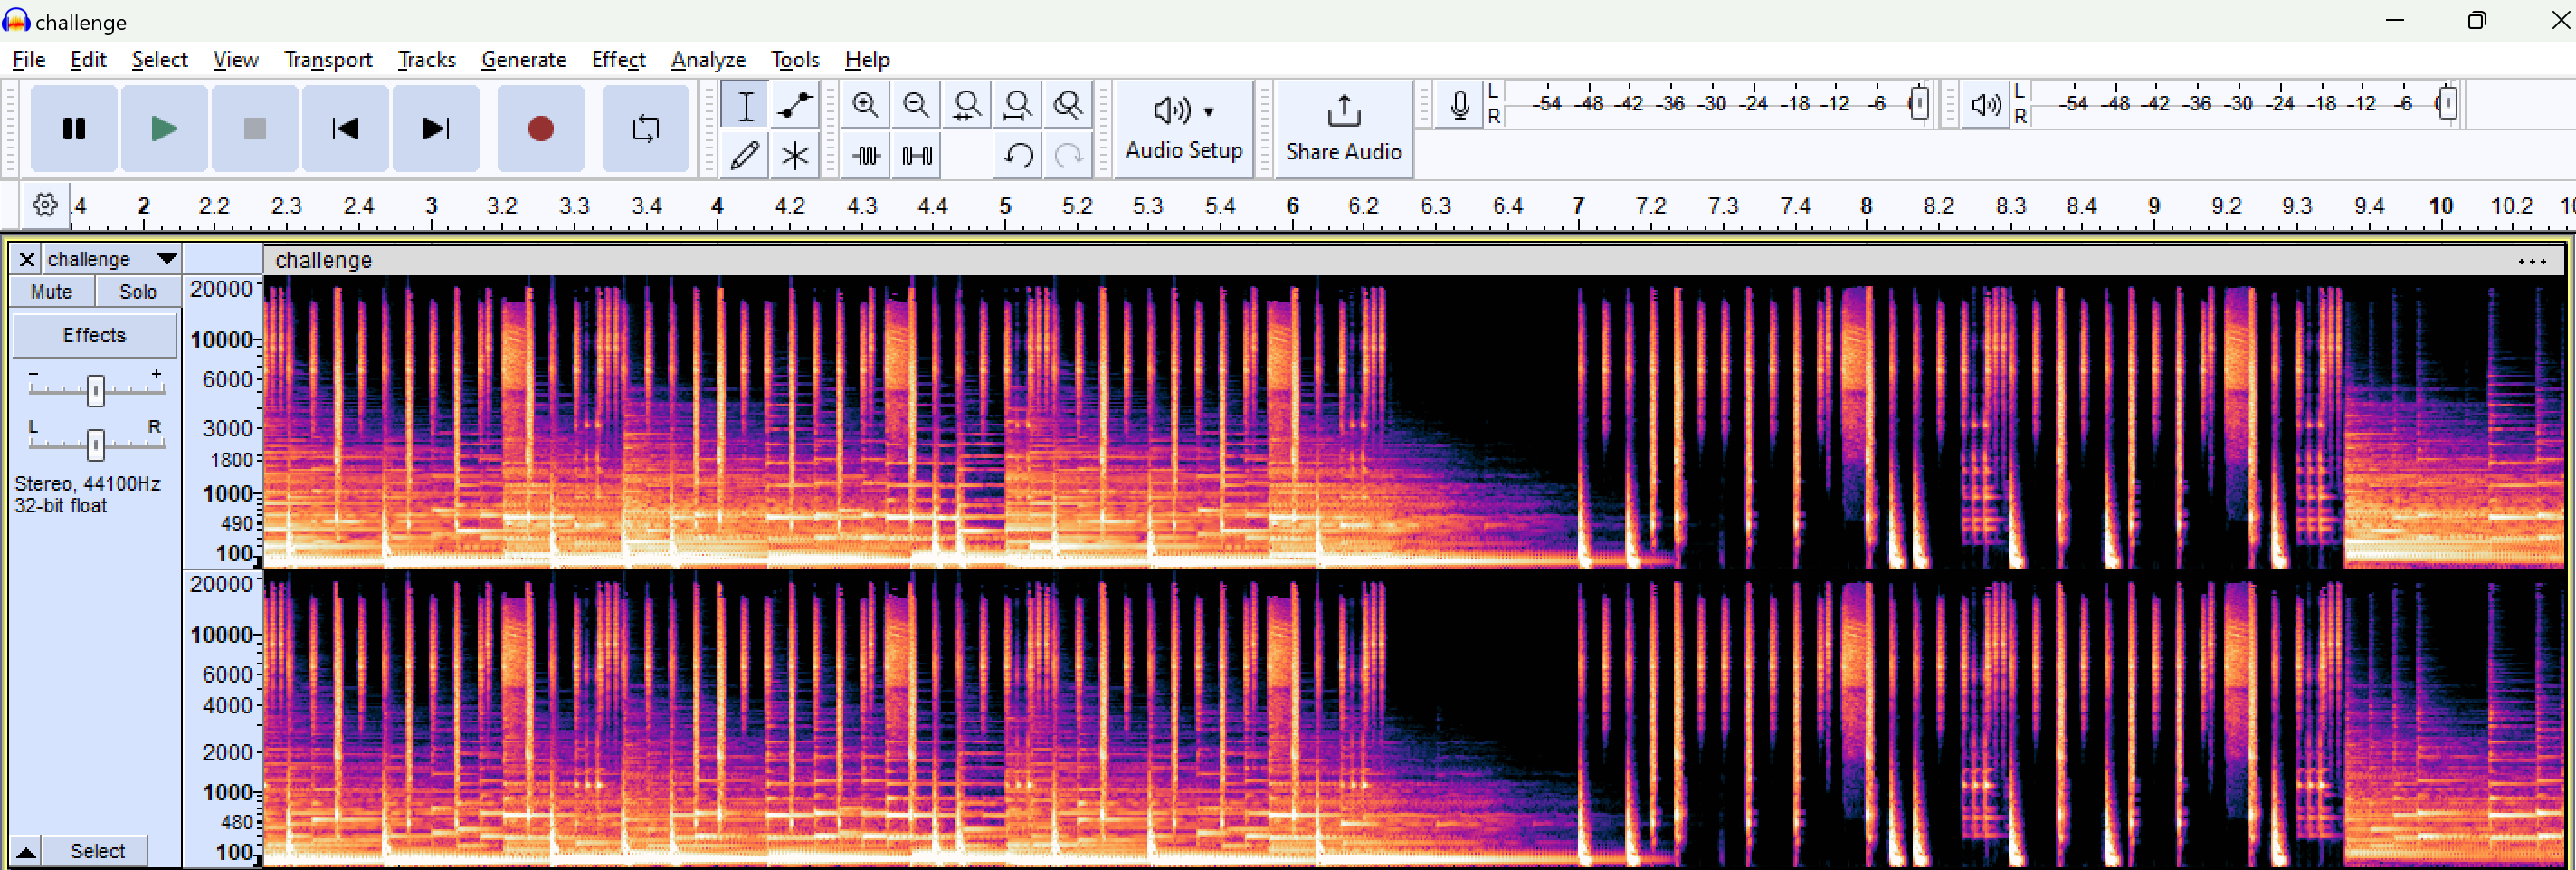 challenge
File Edit Select View Transport Tracks Generate Effect Analyze Tools Help
Audio Setup
Share Audio
L R -54 -48 -42 -36 -30 -24 -18 -12 -6
L R -54 -48 -42 -36 -30 -24 -18 -12 -6
.4 2 2.2 2.3 2.4 3 3.2 3.3 3.4 4 4.2 4.3 4.4 5 5.2 5.3 5.4 6 6.2 6.3 6.4 7 7.2 7.3 7.4 8 8.2 8.3 8.4 9 9.2 9.3 9.4 10 10.2
challenge
challenge
Mute Solo
Effects
- +
L R
Stereo, 44100Hz
32-bit float
Select
20000
10000
6000
3000
1800
1000
490
100
20000
10000
6000
4000
2000
1000
480
100